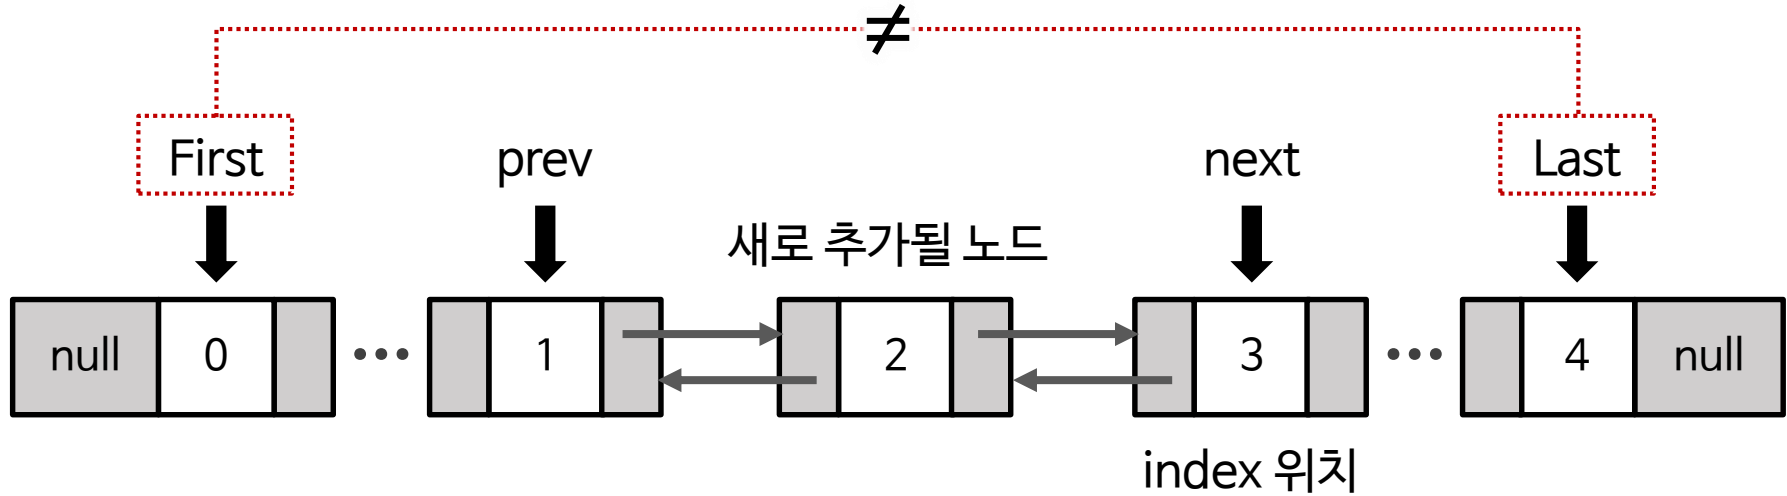 ≠
First
prev
next
Last
새로 추가될 노드
null 0 ••• 1 2 3 ••• 4 null
index 위치